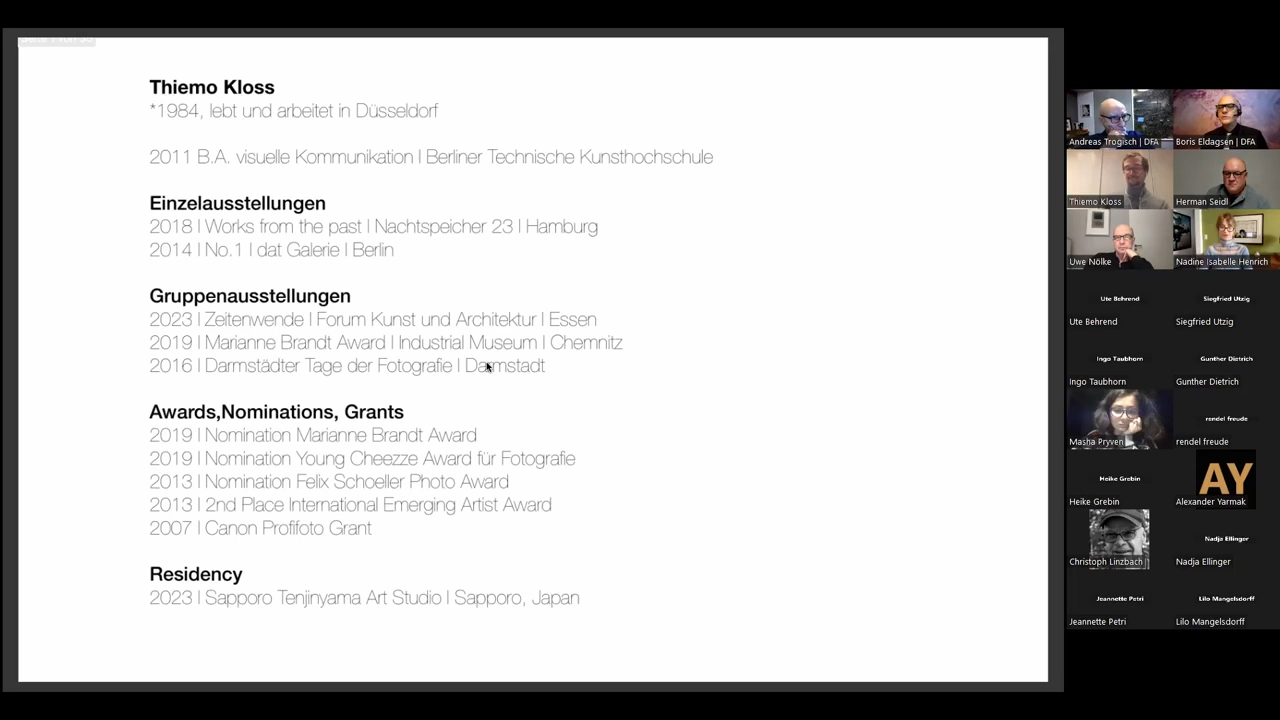 Thiemo Kloss
*1984, lebt und arbeitet in Düsseldorf
2011 B.A. visuelle Kommunikation | Berliner Technische Kunsthochschule
Einzelausstellungen
2018 | Works from the past | Nachtspeicher 23 | Hamburg
2014 | No.1 | dat Galerie | Berlin
Gruppenausstellungen
2023 | Zeitenwende | Forum Kunst und Architektur | Essen
2019 | Marianne Brandt Award | Industrial Museum | Chemnitz
2016 | Darmstädter Tage der Fotografie | Darmstadt
Awards,Nominations, Grants
2019 | Nomination Marianne Brandt Award
2019 | Nomination Young Cheezze Award für Fotografie
2013 | Nomination Felix Schoeller Photo Award
2013 | 2nd Place International Emerging Artist Award
2007 | Canon Profifoto Grant
Residency
2023 | Sapporo Tenjinyama Art Studio | Sapporo, Japan
Andreas Trogisch | DFA
Boris Eldagsen | DFA
Thiemo Kloss
Herman Seidl
Uwe Nölke
Nadine Isabelle Henrich
Ute Behrend
Siegfried Utzig
Ute Behrend
Siegfried Utzig
Ingo Taubhorn
Gunther Dietrich
Ingo Taubhorn
Gunther Dietrich
rendel freude
Masha Pryven
rendel freude
Heike Grebin
AY
Heike Grebin
Alexander Yarmak
Nadja Ellinger
Christoph Linzbach
Nadja Ellinger
Jeannette Petri
Lilo Mangelsdorff
Jeannette Petri
Lilo Mangelsdorff